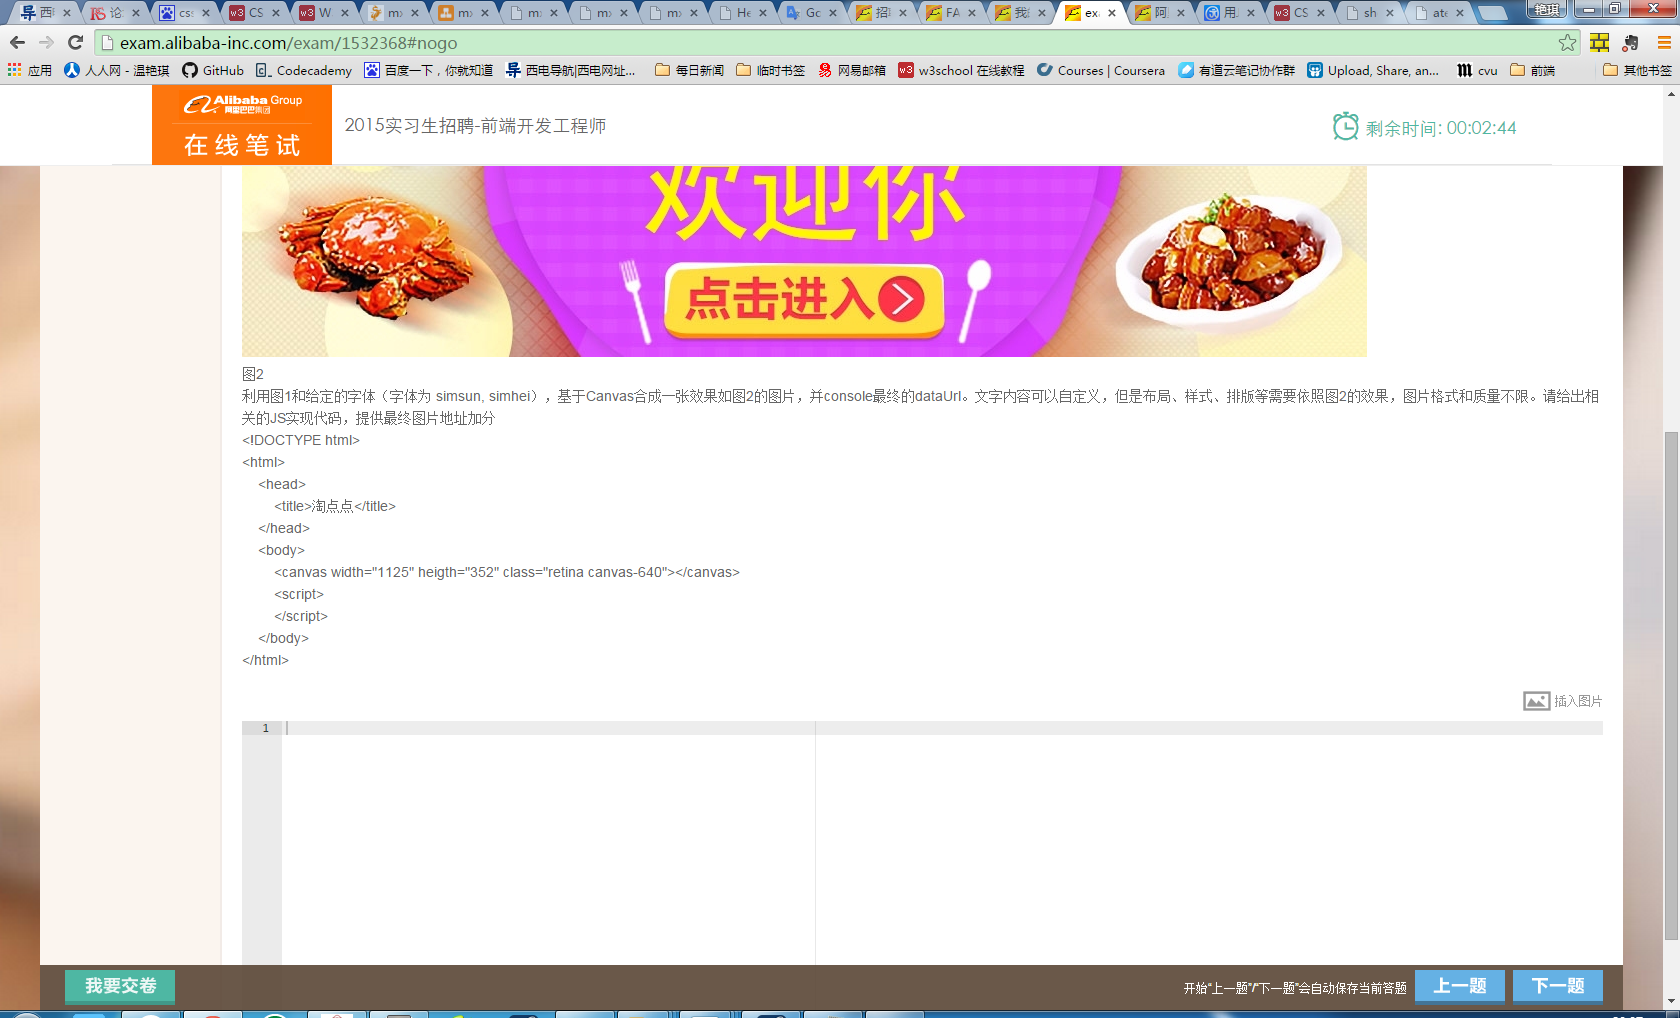 西
论
css
CS
W
mx
mx
mx
mx
mx
He
Gc
招
FA
我
exa
阿
用
CS
sh
ate
艳琪
exam.alibaba-inc.com/exam/1532368#nogo
应用
人人网 - 温艳琪
GitHub
Codecademy
百度一下，你就知道
西电导航|西电网址...
每日新闻
临时书签
网易邮箱
w3school 在线教程
Courses | Coursera
有道云笔记协作群
Upload, Share, an...
cvu
前端
其他书签
Alibaba Group
阿里巴巴集团
在线笔试
2015实习生招聘-前端开发工程师
剩余时间: 00:02:44
欢迎你
点击进入
图2
利用图1和给定的字体（字体为 simsun, simhei），基于Canvas合成一张效果如图2的图片，并console最终的dataUrl。文字内容可以自定义，但是布局、样式、排版等需要依照图2的效果，图片格式和质量不限。请给出相
关的JS实现代码，提供最终图片地址加分
<!DOCTYPE html>
<html>
<head>
<title>淘点点</title>
</head>
<body>
<canvas width="1125" heigth="352" class="retina canvas-640"></canvas>
<script>
</script>
</body>
</html>
插入图片
1
我要交卷
开始“上一题”/“下一题”会自动保存当前答题
上一题
下一题